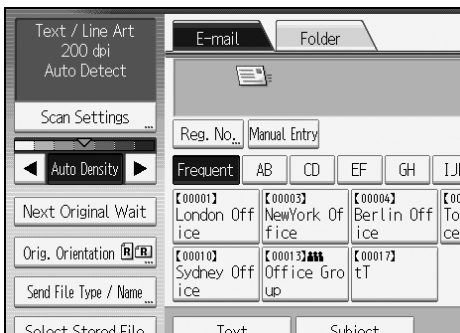 Text / Line Art
200 dpi
Auto Detect
E-mail
Folder
Scan Settings
Reg. No.
Manual Entry
Auto Density
Frequent
AB
CD
EF
GH
Next Original Wait
[00001]
London Off
ice
[00003]
NewYork Of
fice
[00004]
Berlin Off
ice
Orig. Orientation
[00010]
Sydney Off
ice
[00013]
Office Gro
up
[00017]
tT
Send File Type / Name
Select Stored File
Text
Subject